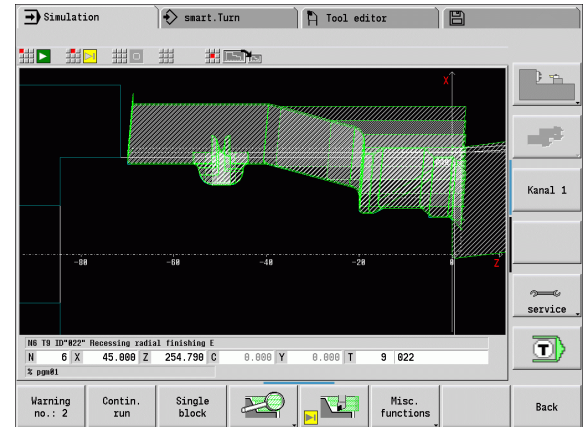 Simulation
smart.Turn
Tool editor
X
Kanal 1
-80
-60
-40
-20
0
Z
service
N6 T9 ID"022" Recessing radial finishing E
N 6 X 45.000 Z 254.790 C 0.000 Y 0.000 T 9 022
% pgm01
T
Warning
no.: 2
Contin.
run
Single
block
Misc.
functions
Back